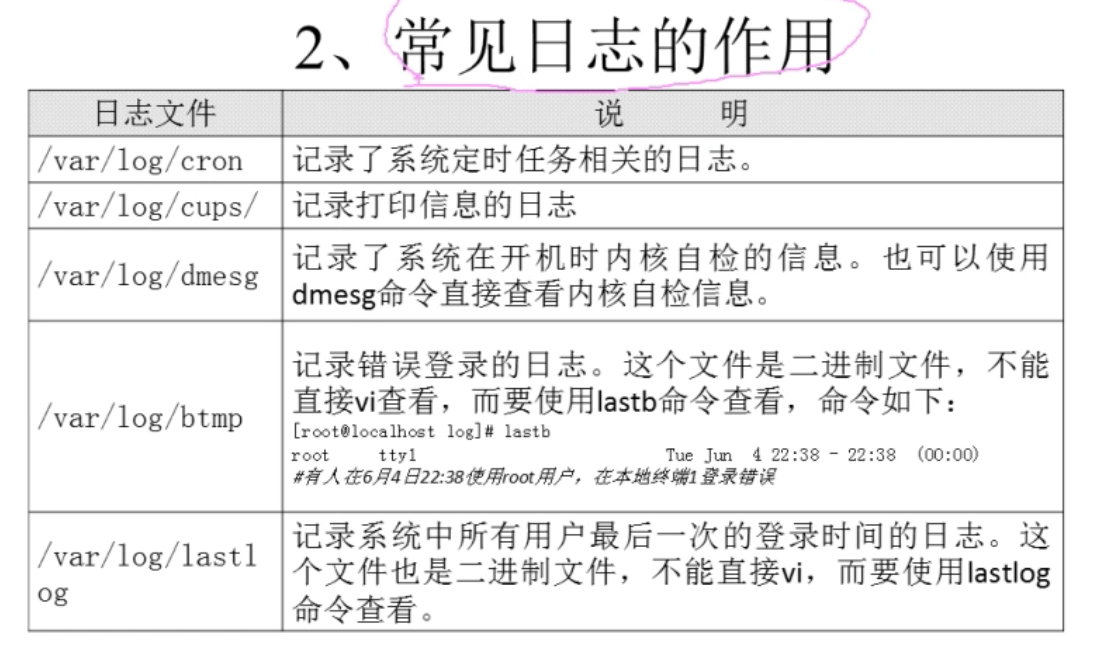 2、常见日志的作用
日志文件
说 明
/var/log/cron
记录了系统定时任务相关的日志。
/var/log/cups/
记录打印信息的日志
/var/log/dmesg
记录了系统在开机时内核自检的信息。也可以使用
dmesg命令直接查看内核自检信息。
/var/log/btmp
记录错误登录的日志。这个文件是二进制文件，不能
直接vi查看，而要使用lastb命令查看，命令如下：
[root@localhost log]# lastb
root tty1 Tue Jun 4 22:38 - 22:38 (00:00)
#有人在6月4日22:38使用root用户，在本地终端1登录错误
/var/log/lastl
og
记录系统中所有用户最后一次的登录时间的日志。这
个文件也是二进制文件，不能直接vi，而要使用lastlog
命令查看。